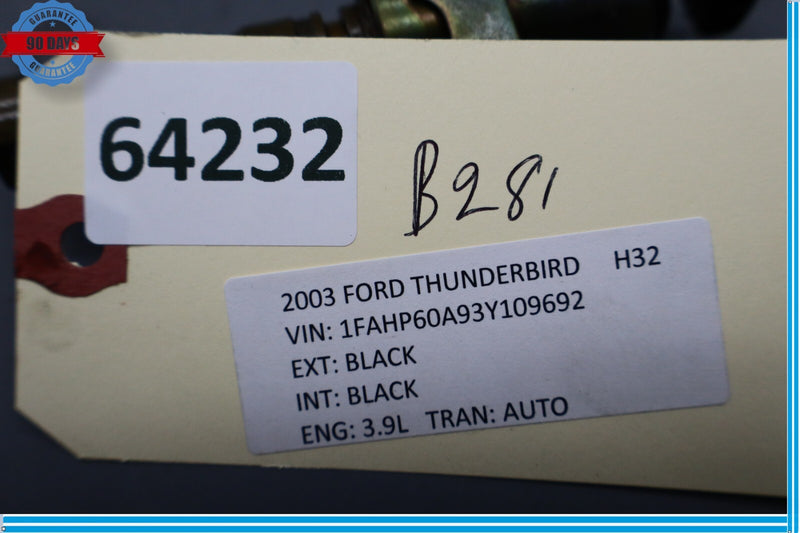 GUARANTEE
90 DAYS
GUARANTEE
64232
B281
2003 FORD THUNDERBIRD H32
VIN: 1FAHP60A93Y109692
EXT: BLACK
INT: BLACK
ENG: 3.9L TRAN: AUTO